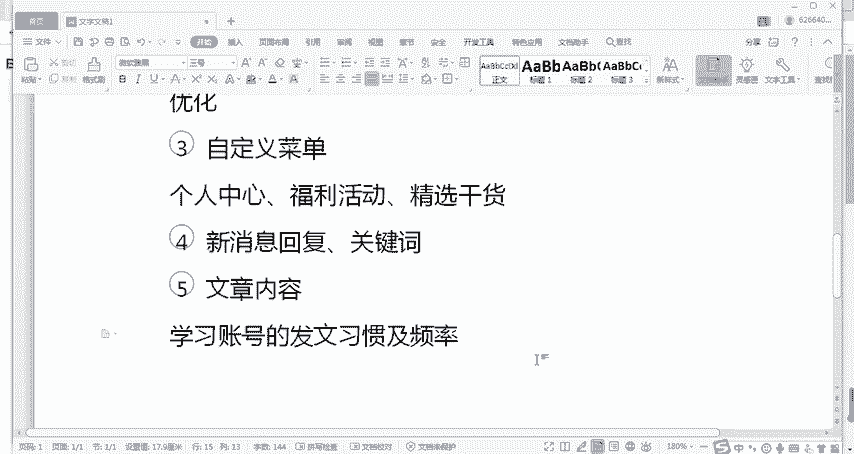 首页 文字文稿1 + 626640...
文件 开始 插入 页面布局 引用 审阅 视图 章节 安全 开发工具 特色应用 文档助手 查找 分享
粘贴 剪切 复制 格式刷 微软雅黑 三号 AaBbCcDd 正文 AaBb 标题 1 AaBb( 标题 2 AaBbC 标题 3 新样式 灵感图 文字工具
优化
③ 自定义菜单
个人中心、福利活动、精选干货
④ 新消息回复、关键词
⑤ 文章内容
学习账号的发文习惯及频率
页码: 1 页面: 1/1 节: 1/1 设置值: 17.9厘米 行: 15 列: 13 字数: 144 拼写检查 文档校对 文档未保护 180% 中